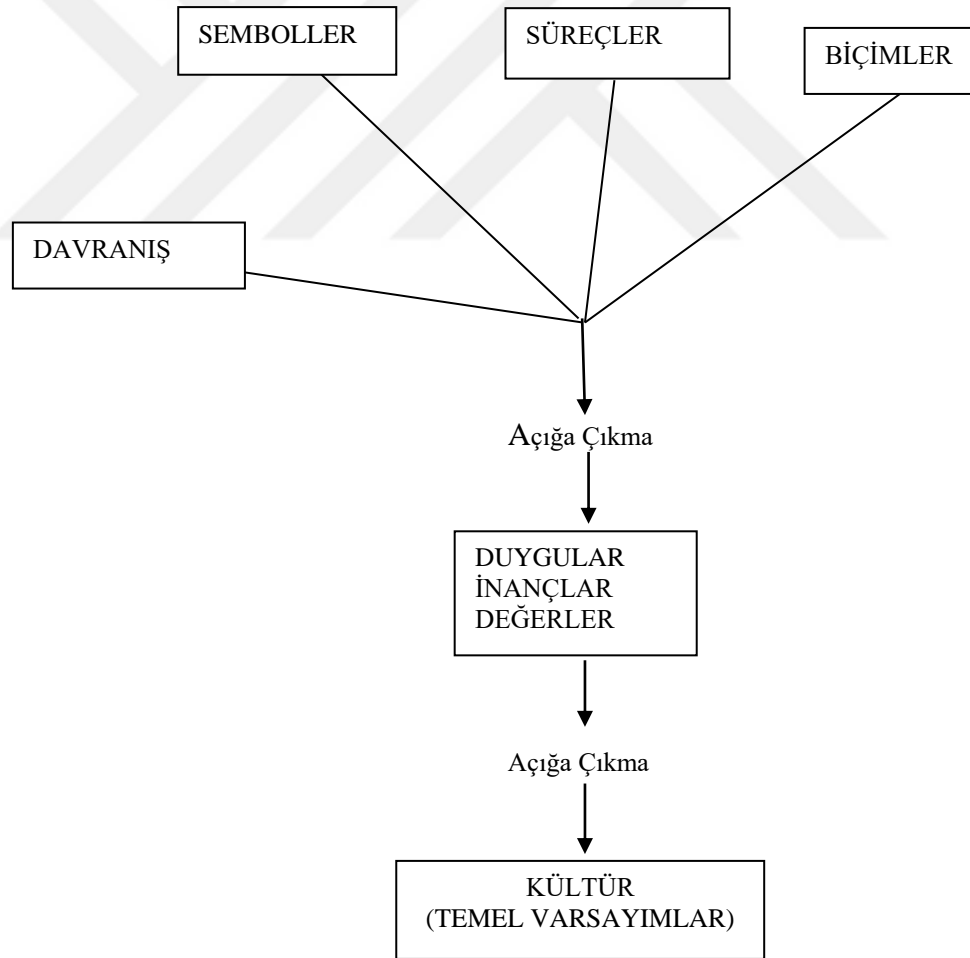 SEMBOLLER
SÜREÇLER
BİÇİMLER
DAVRANIŞ
Açığa Çıkma
DUYGULAR
İNANÇLAR
DEĞERLER
Açığa Çıkma
KÜLTÜR
(TEMEL VARSAYIMLAR)